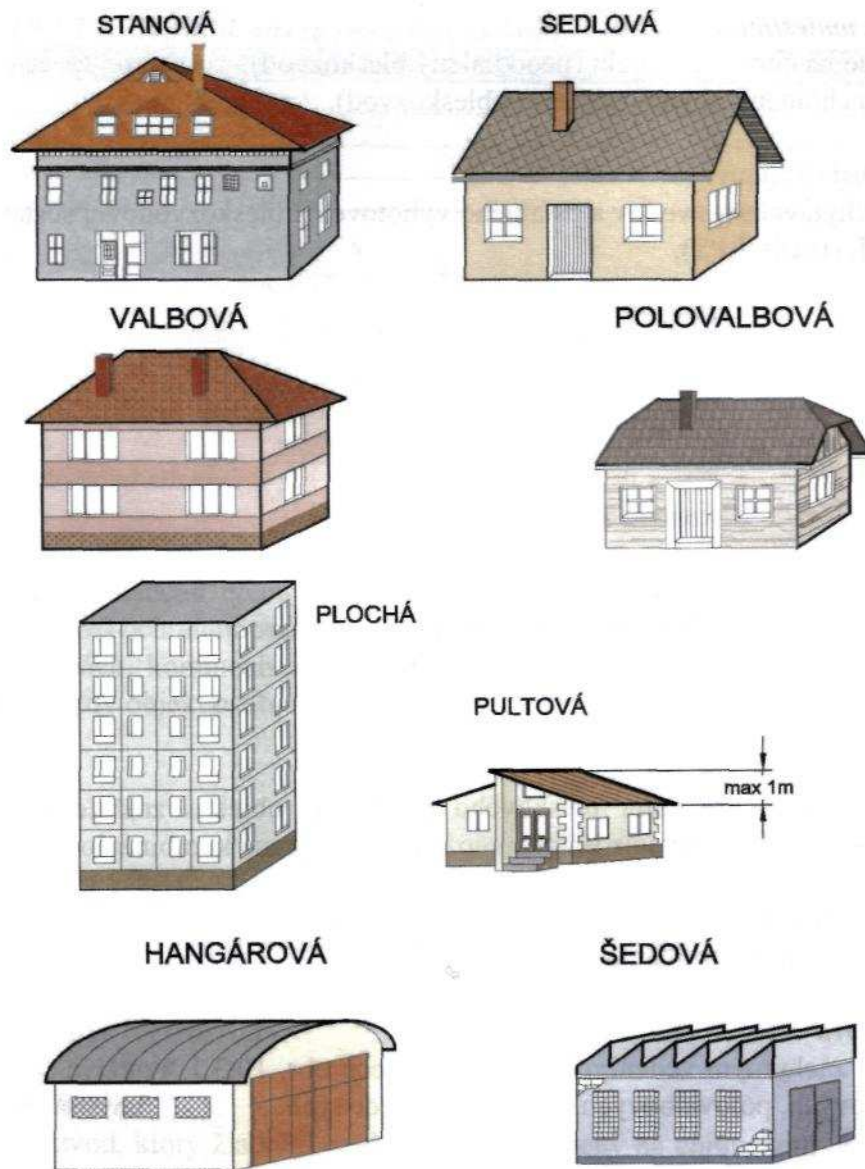 STANOVÁ
SEDLOVÁ
VALBOVÁ
POLOVALBOVÁ
PLOCHÁ
PULTOVÁ
max 1m
HANGÁROVÁ
ŠEDOVÁ